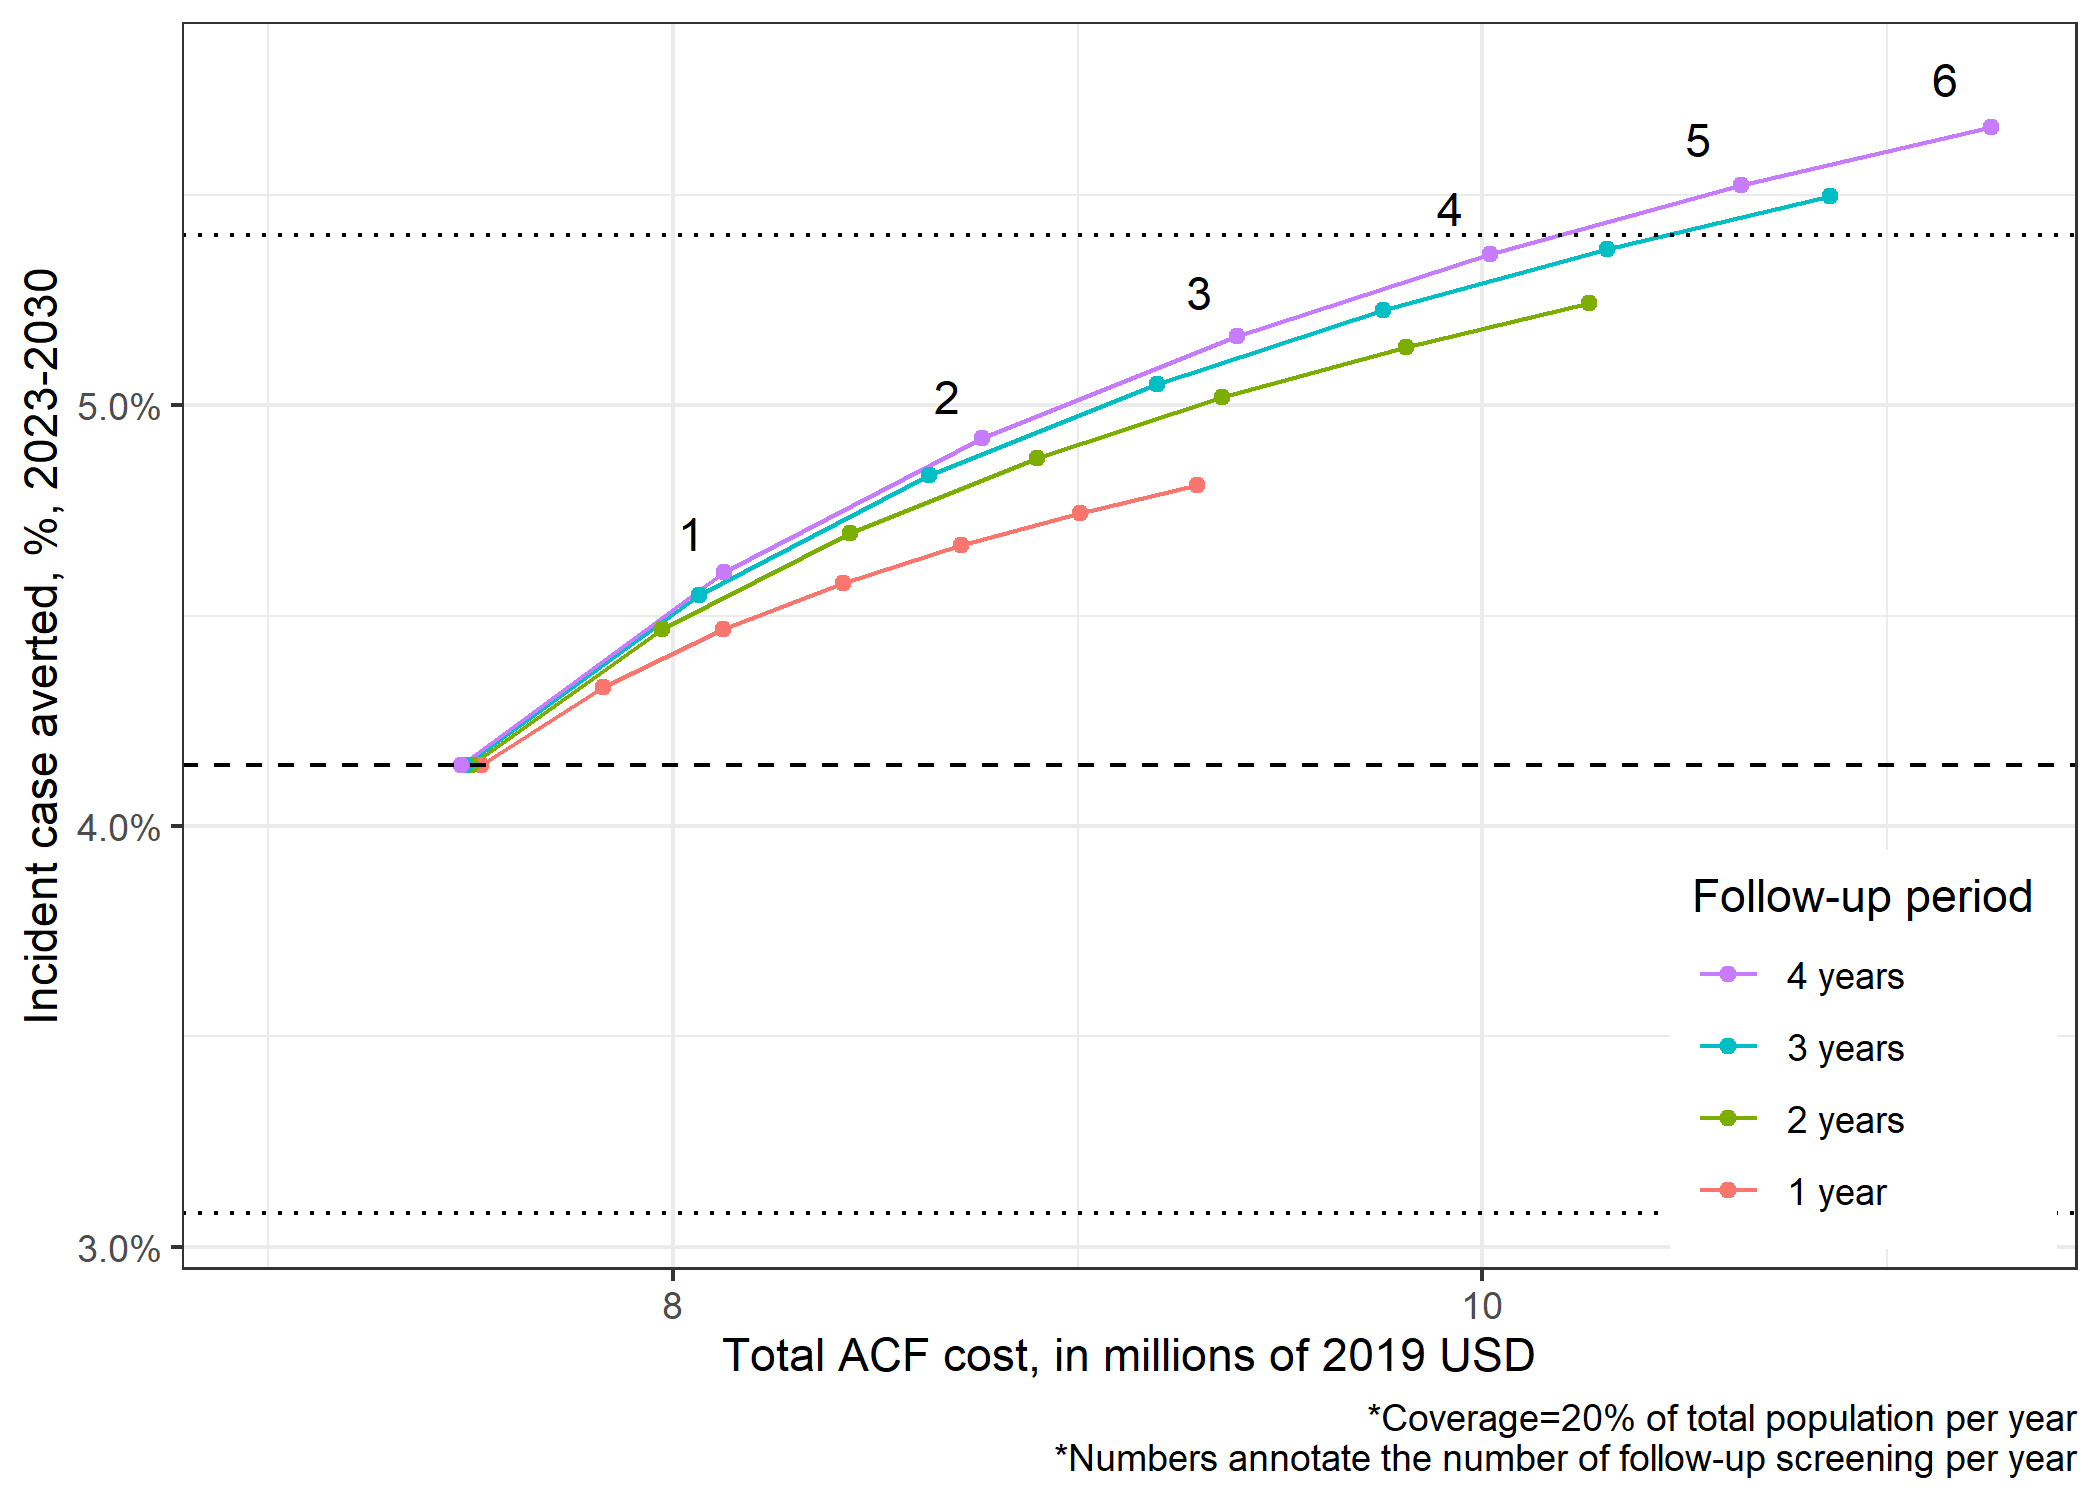 6
5
4
3
2
1
Incident case averted, %, 2023-2030
5.0%
4.0%
3.0%
Follow-up period
4 years
3 years
2 years
1 year
8
10
Total ACF cost, in millions of 2019 USD
*Coverage=20% of total population per year
*Numbers annotate the number of follow-up screening per year